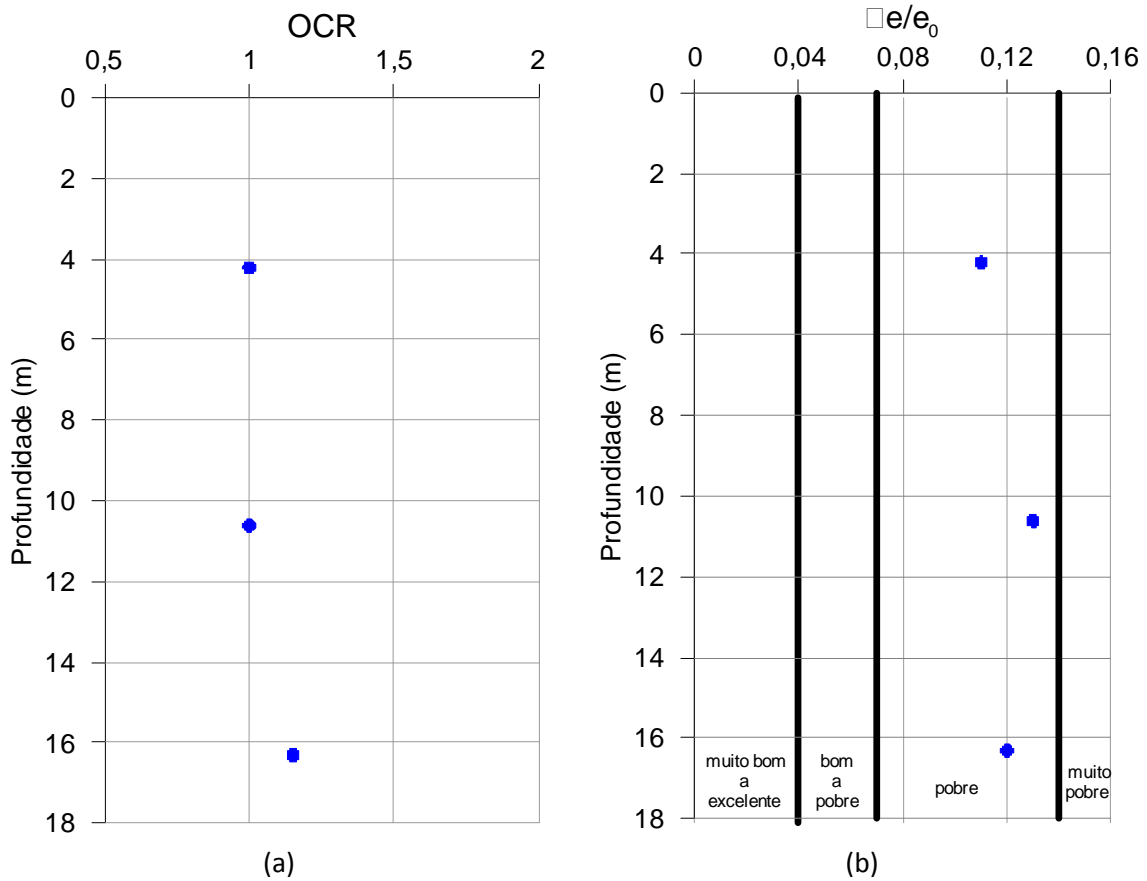 OCR
0,5 1 1,5 2
0
2
4
6
8
10
12
14
16
18
Profundidade (m)
(a)
□e/e₀
0 0,04 0,08 0,12 0,16
0
2
4
6
8
10
12
14
16
18
Profundidade (m)
muito bom
a
excelente
bom
a
pobre
pobre
muito
pobre
(b)